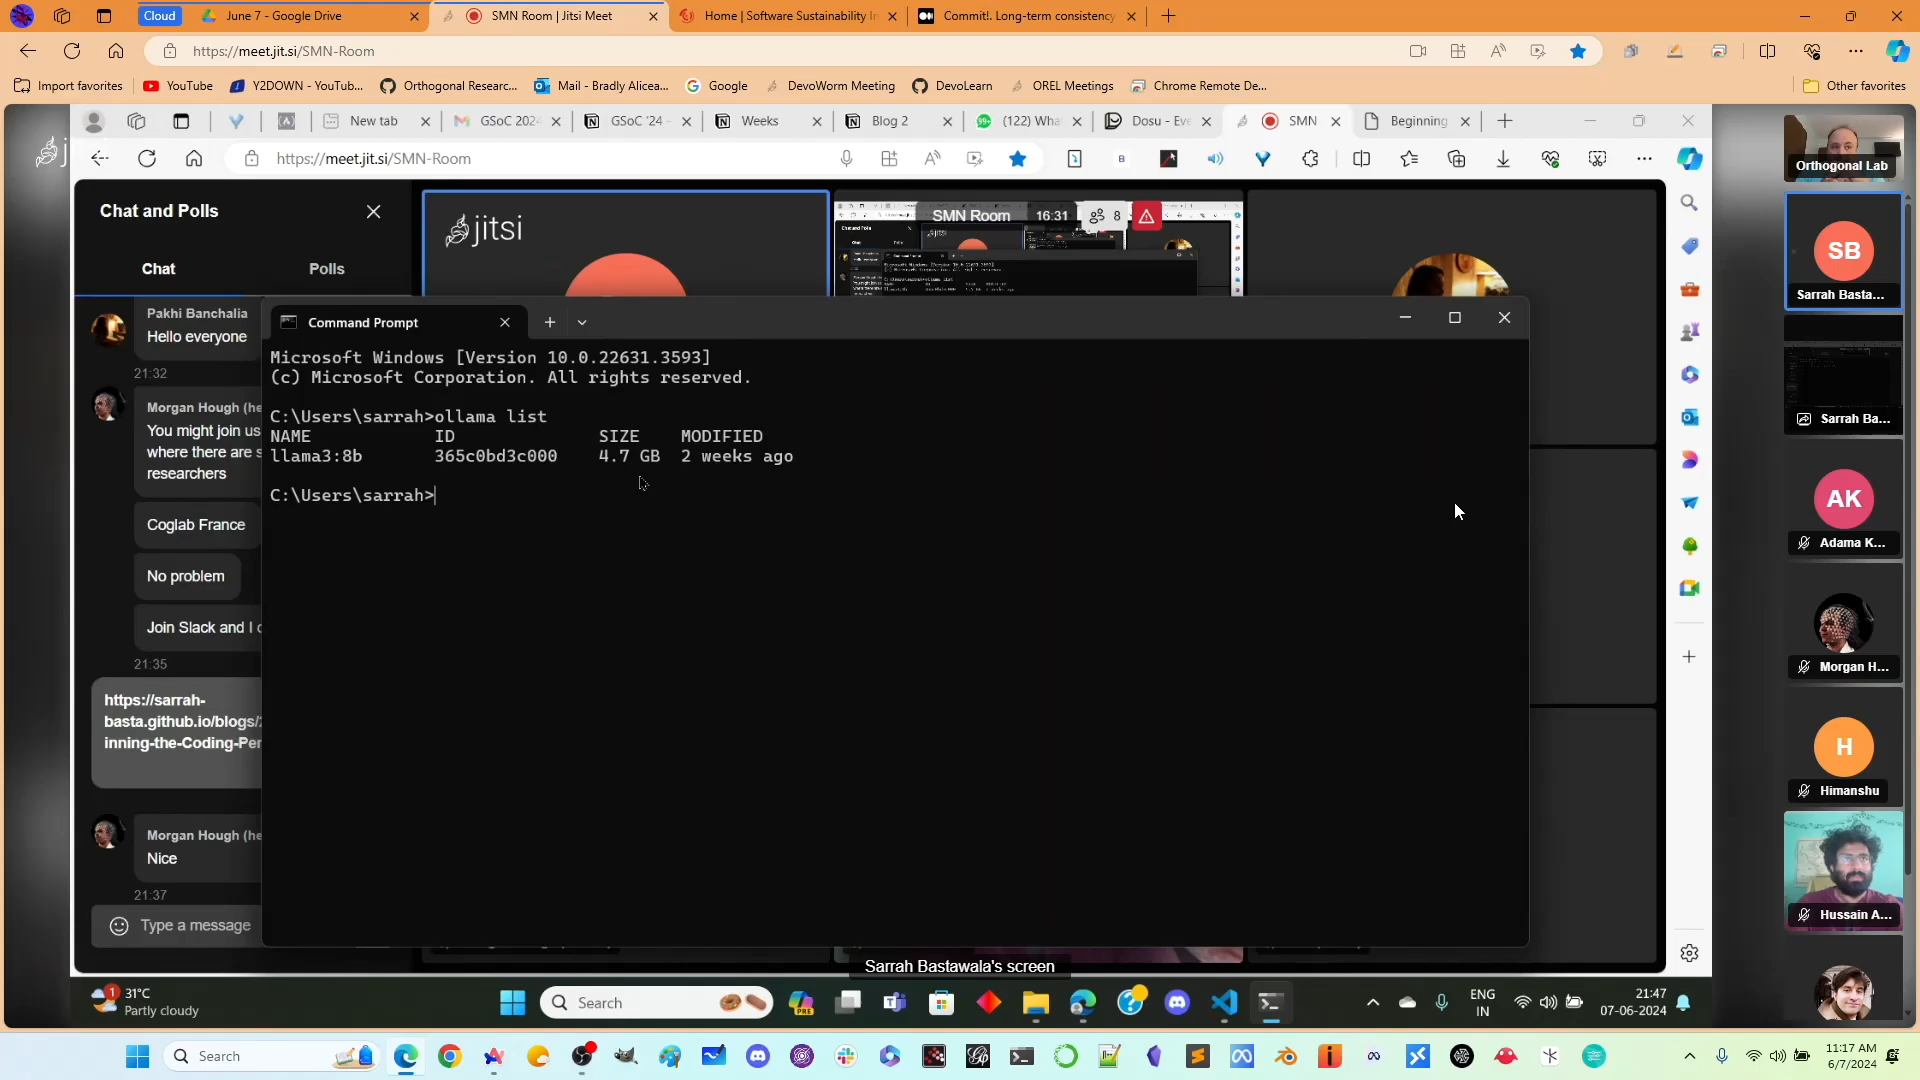 Cloud
June 7 - Google Drive
SMN Room | Jitsi Meet
Home | Software Sustainability In
Commit!. Long-term consistency
https://meet.jit.si/SMN-Room
Import favorites
YouTube
Y2DOWN - YouTub...
Orthogonal Researc...
Mail - Bradly Alicea...
Google
DevoWorm Meeting
DevoLearn
OREL Meetings
Chrome Remote De...
Other favorites
New tab
GSoC 2024
GSoC '24 -
Weeks
Blog 2
(122) Wha
Dosu - Eve
SMN
Beginning
https://meet.jit.si/SMN-Room
Chat and Polls
Chat
Polls
jitsi
SMN Room
16:31
8
Pakhi Banchalia
Hello everyone
21:32
Morgan Hough (he
You might join us
where there are s
researchers
Coglab France
No problem
Join Slack and I c
21:35
https://sarrah-
basta.github.io/blogs/2
inning-the-Coding-Per
Morgan Hough (he
Nice
21:37
Type a message
Command Prompt
Microsoft Windows [Version 10.0.22631.3593]
(c) Microsoft Corporation. All rights reserved.
C:\Users\sarrah>ollama list
NAME ID SIZE MODIFIED
llama3:8b 365c0bd3c000 4.7 GB 2 weeks ago
C:\Users\sarrah>
Sarrah Bastawala's screen
Orthogonal Lab
SB
Sarrah Basta...
Sarrah Ba...
AK
Adama K...
Morgan H...
H
Himanshu
Hussain A...
1
31°C
Partly cloudy
Search
PRE
ENG
IN
21:47
07-06-2024
Search
11:17 AM
6/7/2024